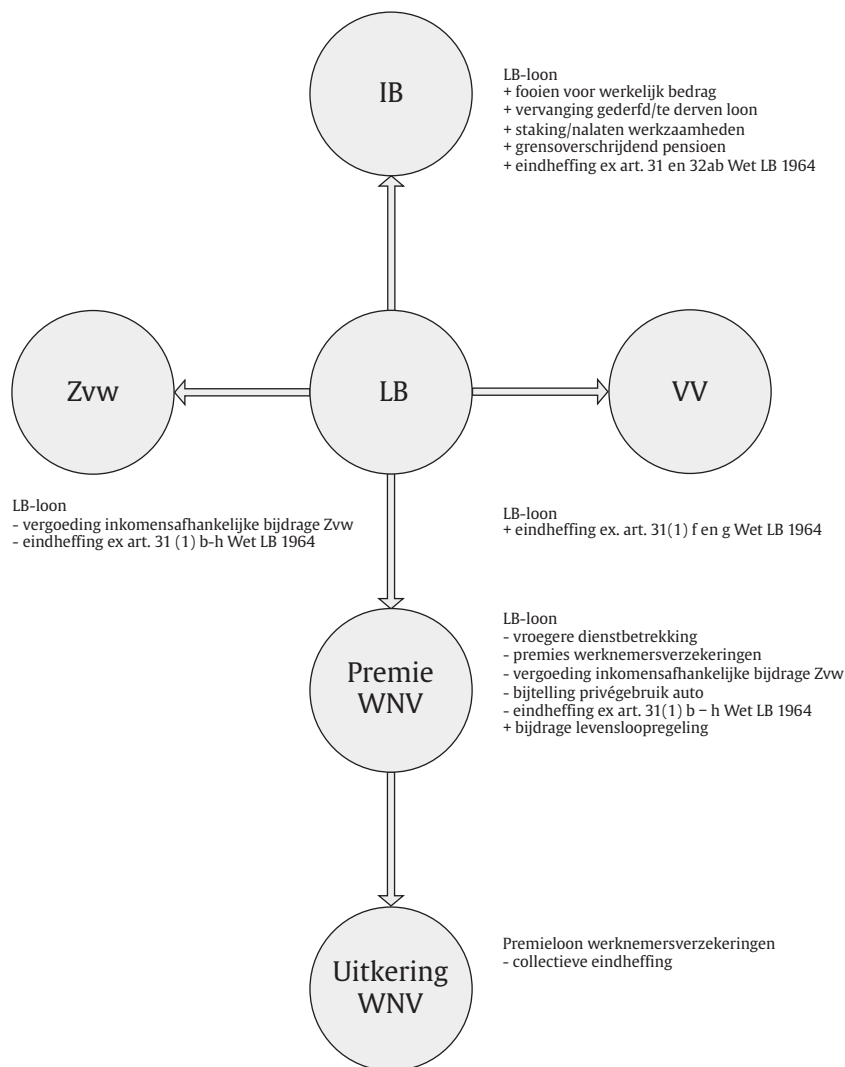 IB
LB-loon
+ fooien voor werkelijk bedrag
+ vervanging gederfd/te derven loon
+ staking/nalaten werkzaamheden
+ grensoverschrijdend pensioen
+ eindheffing ex art. 31 en 32ab Wet LB 1964
Zvw
LB
VV
LB-loon
- vergoeding inkomensafhankelijke bijdrage Zvw
- eindheffing ex art. 31 (1) b-h Wet LB 1964
LB-loon
+ eindheffing ex. art. 31(1) f en g Wet LB 1964
Premie
WNV
LB-loon
- vroegere dienstbetrekking
- premies werknemersverzekeringen
- vergoeding inkomensafhankelijke bijdrage Zvw
- bijtelling privégebruik auto
- eindheffing ex art. 31(1) b – h Wet LB 1964
+ bijdrage levensloopregeling
Uitkering
WNV
Premieloon werknemersverzekeringen
- collectieve eindheffing